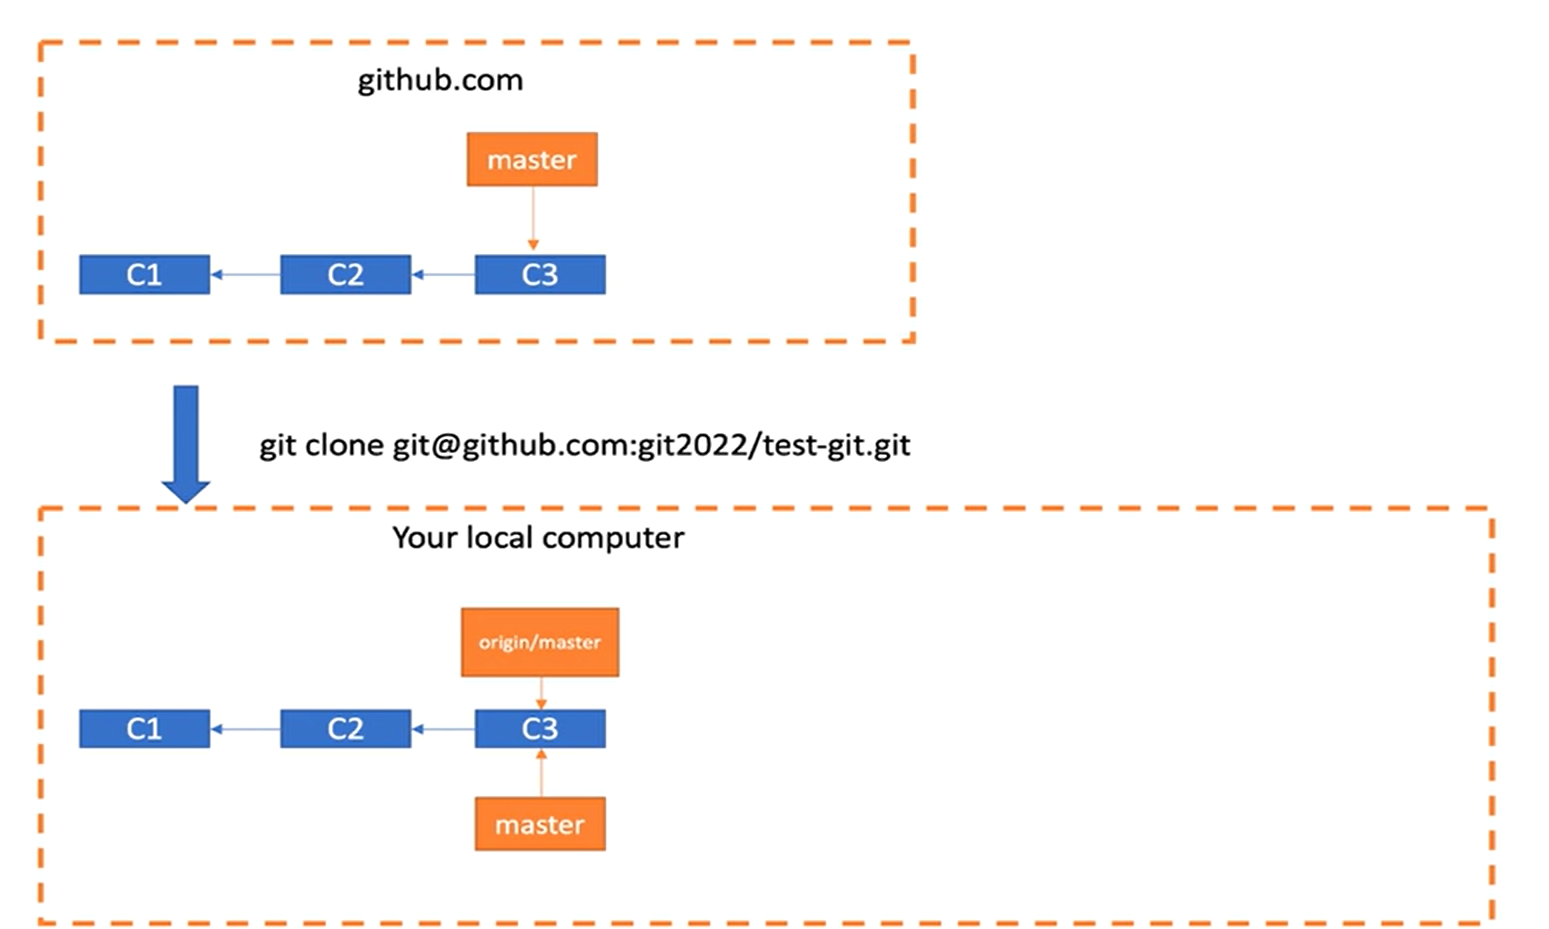 github.com
master
C1 C2 C3
git clone git@github.com:git2022/test-git.git
Your local computer
origin/master
C1 C2 C3
master